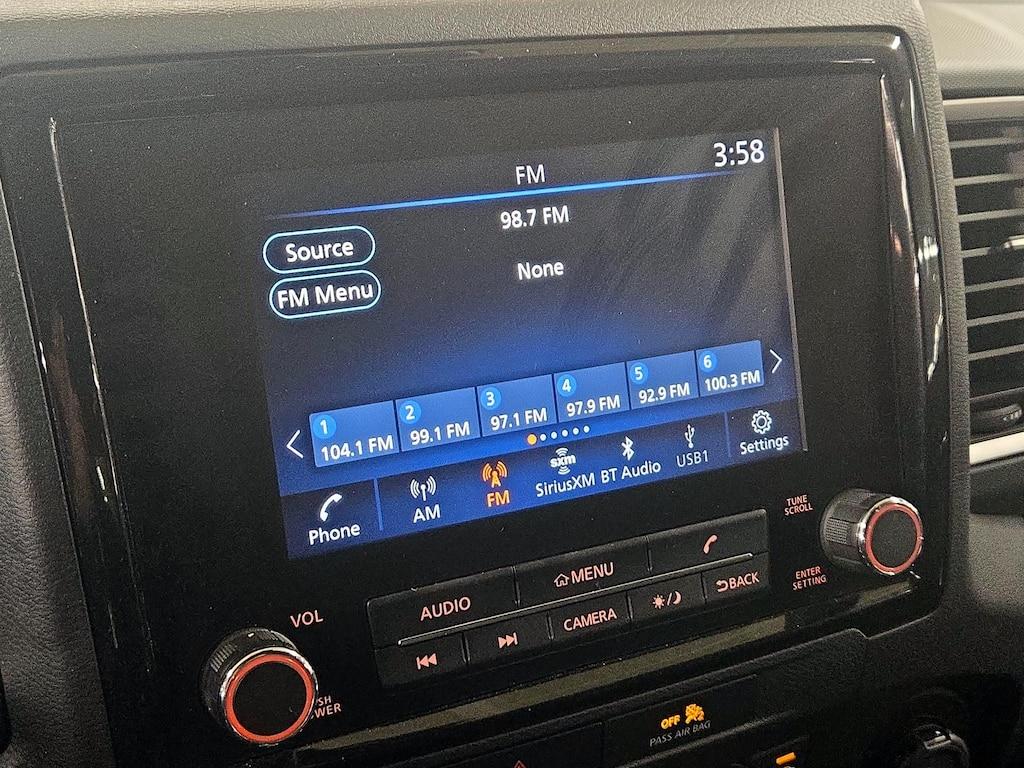 3:58
FM
98.7 FM
Source
None
FM Menu
1 104.1 FM
2 99.1 FM
3 97.1 FM
4 97.9 FM
5 92.9 FM
6 100.3 FM
Phone
AM
FM
sxm
SiriusXM
BT Audio
USB1
Settings
TUNE
SCROLL
ENTER
SETTING
VOL
AUDIO
MENU
CAMERA
BACK
OFF
PASS AIR BAG